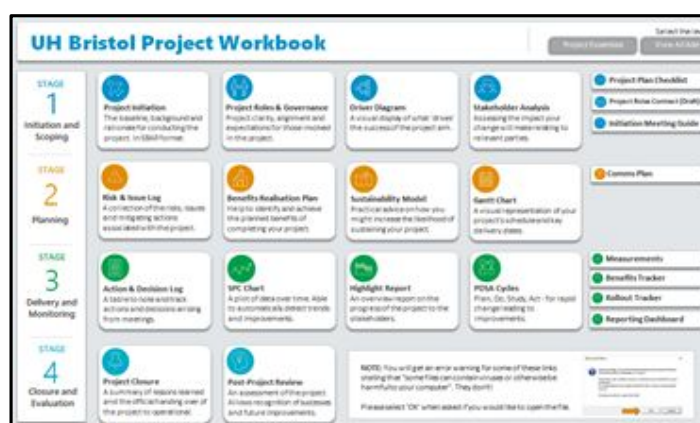 UH Bristol Project Workbook
Select the
Project Essentials
STAGE
1
Initiation and
Scoping
Project Initiation
The baseline, background and
rationale for conducting the
project. In SBAR format.
Project Roles & Governance
Project clarity, alignment and
expectations for those involved
in the project.
Driver Diagram
A visual display of what 'drives'
the success of the project aim.
Stakeholder Analysis
Assessing the impact your
change will make relating to
relevant parties.
Project Plan Checklist
Project Roles Contract (Draft)
Initiation Meeting Guide
STAGE
2
Planning
Risk & Issue Log
A collection of the risks, issues
and mitigating actions
associated with the project.
Benefits Realisation Plan
Help to identify and achieve
the planned benefits of
completing your project.
Sustainability Model
Practical advice on how you
might increase the likelihood of
sustaining your project.
Gantt Chart
A visual representation of your
project's schedule and key
delivery dates.
Comms Plan
STAGE
3
Delivery and
Monitoring
Action & Decision Log
A table to note and track
actions and decisions arising
from meetings.
SPC Chart
A plot of data over time. Able
to automatically detect trends
and improvements.
Highlight Report
An overview report on the
progress of the project to the
stakeholders.
PDSA Cycles
Plan, Do, Study, Act - for rapid
change leading to
improvements.
Measurements
Benefits Tracker
Rollout Tracker
Reporting Dashboard
STAGE
4
Closure and
Evaluation
Project Closure
A summary of lessons learned
and the official handing over of
the project to operational.
Post-Project Review
An assessment of the project.
Allows recognition of successes
and future improvements.
NOTE: You will get an error warning for some of these links
stating that "some files can contain viruses or otherwise be
harmful to your computer". They don't!
Please select 'OK' when asked if you would like to open the file.